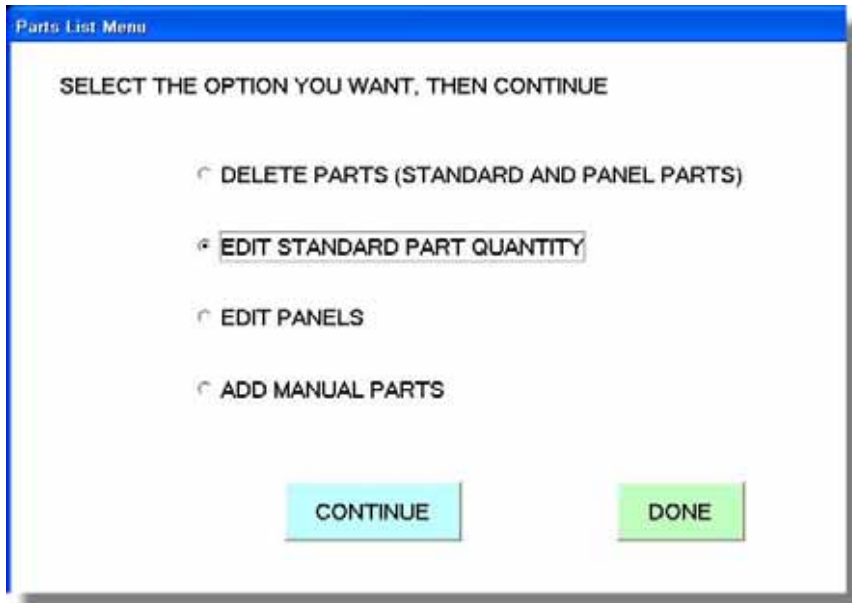 Parts List Menu
SELECT THE OPTION YOU WANT, THEN CONTINUE
DELETE PARTS (STANDARD AND PANEL PARTS)
EDIT STANDARD PART QUANTITY
EDIT PANELS
ADD MANUAL PARTS
CONTINUE DONE